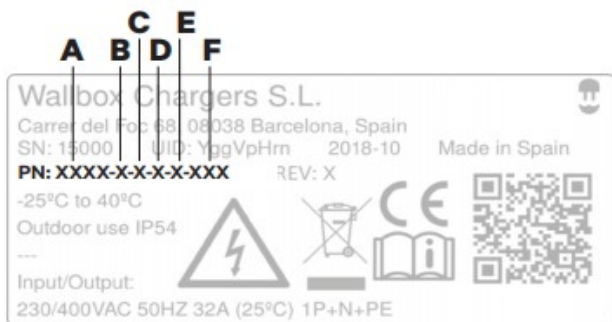 A B C D E F
Wallbox Chargers S.L.
Carrer del Foc 68, 08038 Barcelona, Spain
SN: 15000 UID: YggVpHrn 2018-10 Made in Spain
PN: XXXX-X-X-X-X-XXX REV: X
-25ºC to 40ºC
Outdoor use IP54
---
Input/Output:
230/400VAC 50HZ 32A (25ºC) 1P+N+PE
CE
i